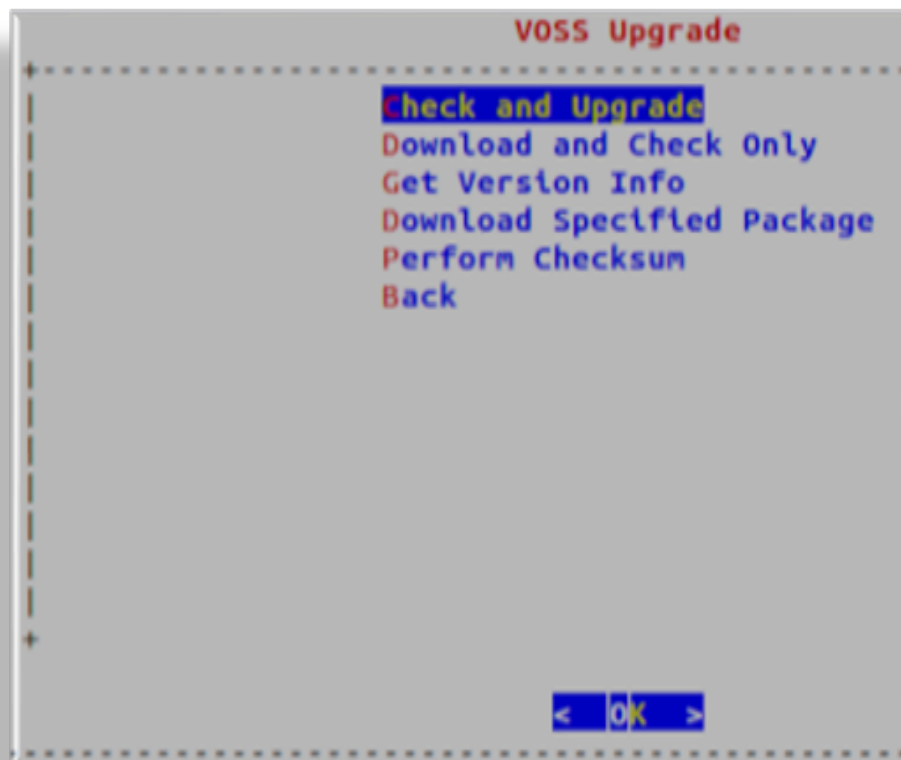 VOSS Upgrade
Check and Upgrade
Download and Check Only
Get Version Info
Download Specified Package
Perform Checksum
Back
< OK >